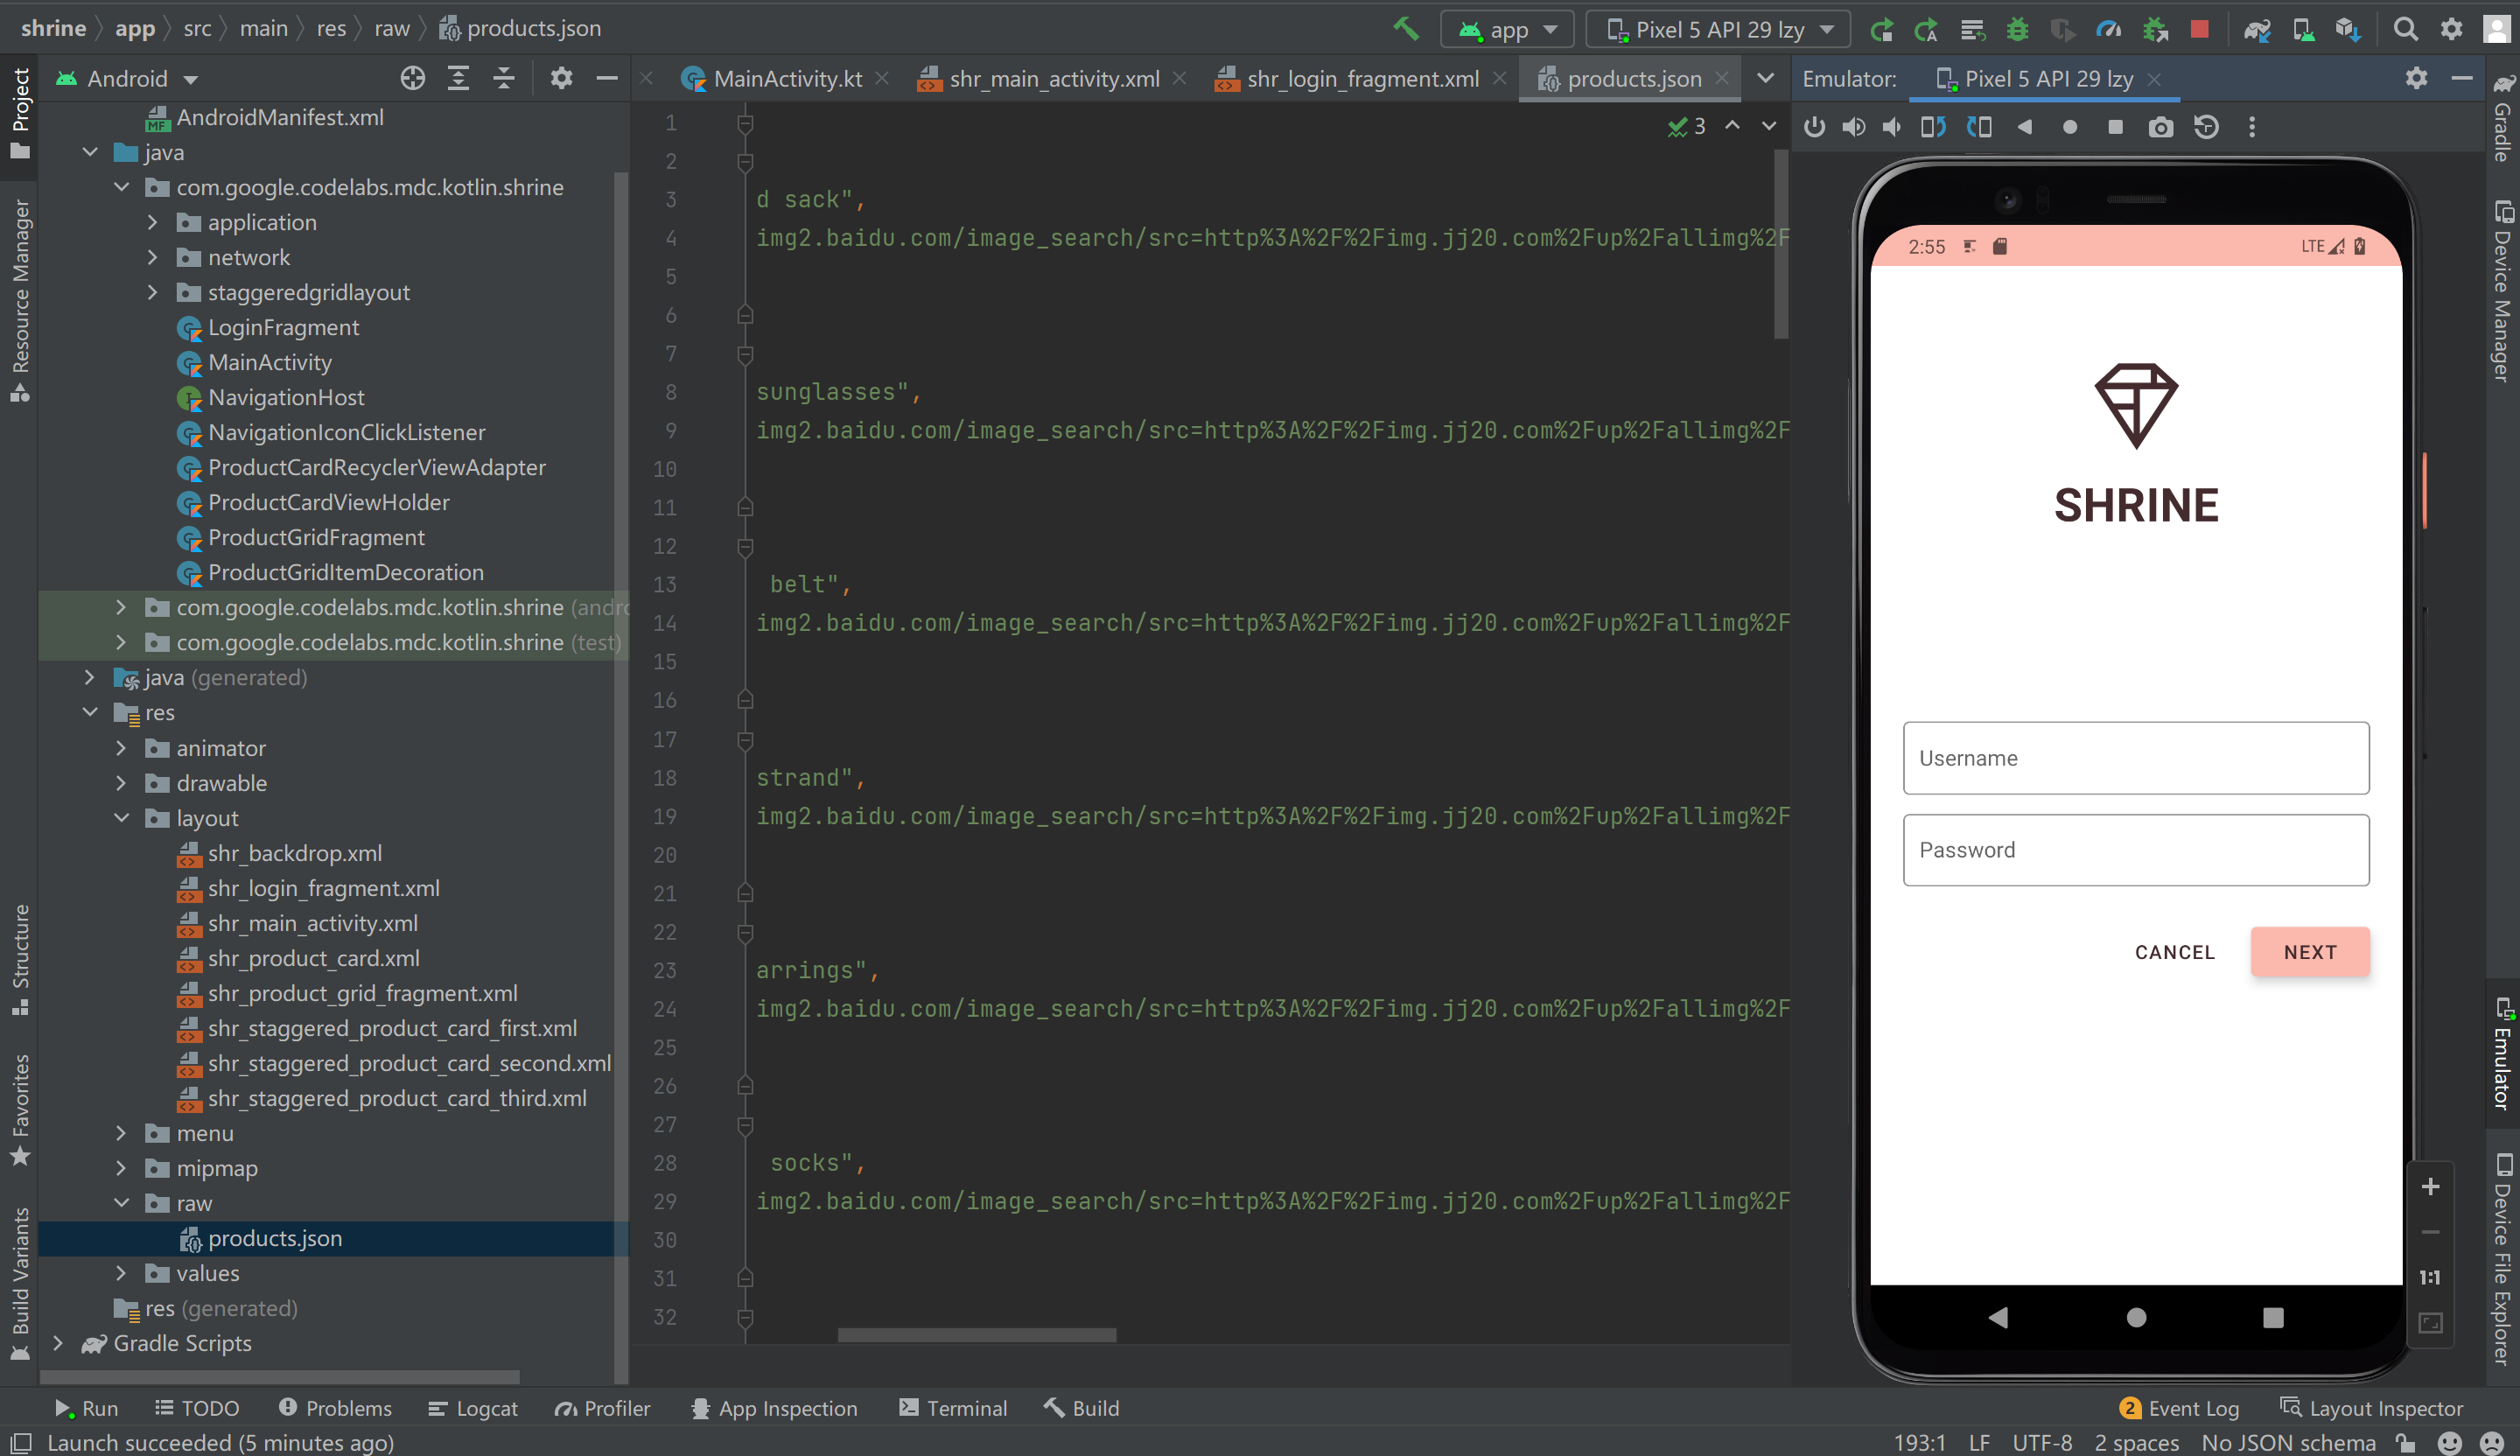 shrine app src main res raw products.json
app
Pixel 5 API 29 lzy
Project
Resource Manager
Structure
Favorites
Build Variants
Android
AndroidManifest.xml
java
com.google.codelabs.mdc.kotlin.shrine
application
network
staggeredgridlayout
LoginFragment
MainActivity
NavigationHost
NavigationIconClickListener
ProductCardRecyclerViewAdapter
ProductCardViewHolder
ProductGridFragment
ProductGridItemDecoration
com.google.codelabs.mdc.kotlin.shrine (andro
com.google.codelabs.mdc.kotlin.shrine (test)
java (generated)
res
animator
drawable
layout
shr_backdrop.xml
shr_login_fragment.xml
shr_main_activity.xml
shr_product_card.xml
shr_product_grid_fragment.xml
shr_staggered_product_card_first.xml
shr_staggered_product_card_second.xml
shr_staggered_product_card_third.xml
menu
mipmap
raw
products.json
values
res (generated)
Gradle Scripts
MainActivity.kt
shr_main_activity.xml
shr_login_fragment.xml
products.json
3
1
2
3 d sack",
4 img2.baidu.com/image_search/src=http%3A%2F%2Fimg.jj20.com%2Fup%2Fallimg%2F
5
6
7
8 sunglasses",
9 img2.baidu.com/image_search/src=http%3A%2F%2Fimg.jj20.com%2Fup%2Fallimg%2F
10
11
12
13 belt",
14 img2.baidu.com/image_search/src=http%3A%2F%2Fimg.jj20.com%2Fup%2Fallimg%2F
15
16
17
18 strand",
19 img2.baidu.com/image_search/src=http%3A%2F%2Fimg.jj20.com%2Fup%2Fallimg%2F
20
21
22
23 arrings",
24 img2.baidu.com/image_search/src=http%3A%2F%2Fimg.jj20.com%2Fup%2Fallimg%2F
25
26
27
28 socks",
29 img2.baidu.com/image_search/src=http%3A%2F%2Fimg.jj20.com%2Fup%2Fallimg%2F
30
31
32
Emulator: Pixel 5 API 29 lzy
2:55 LTE
SHRINE
Username
Password
CANCEL NEXT
1:1
Gradle
Device Manager
Emulator
Device File Explorer
Run TODO Problems Logcat Profiler App Inspection Terminal Build
2 Event Log Layout Inspector
Launch succeeded (5 minutes ago)
193:1 LF UTF-8 2 spaces No JSON schema